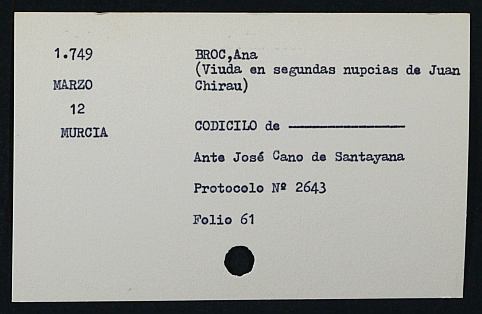 1.749
MARZO
12
MURCIA
BROC,Ana
(Viuda en segundas nupcias de Juan
Chirau)
CODICILO de
Ante José Cano de Santayana
Protocolo Nº 2643
Folio 61